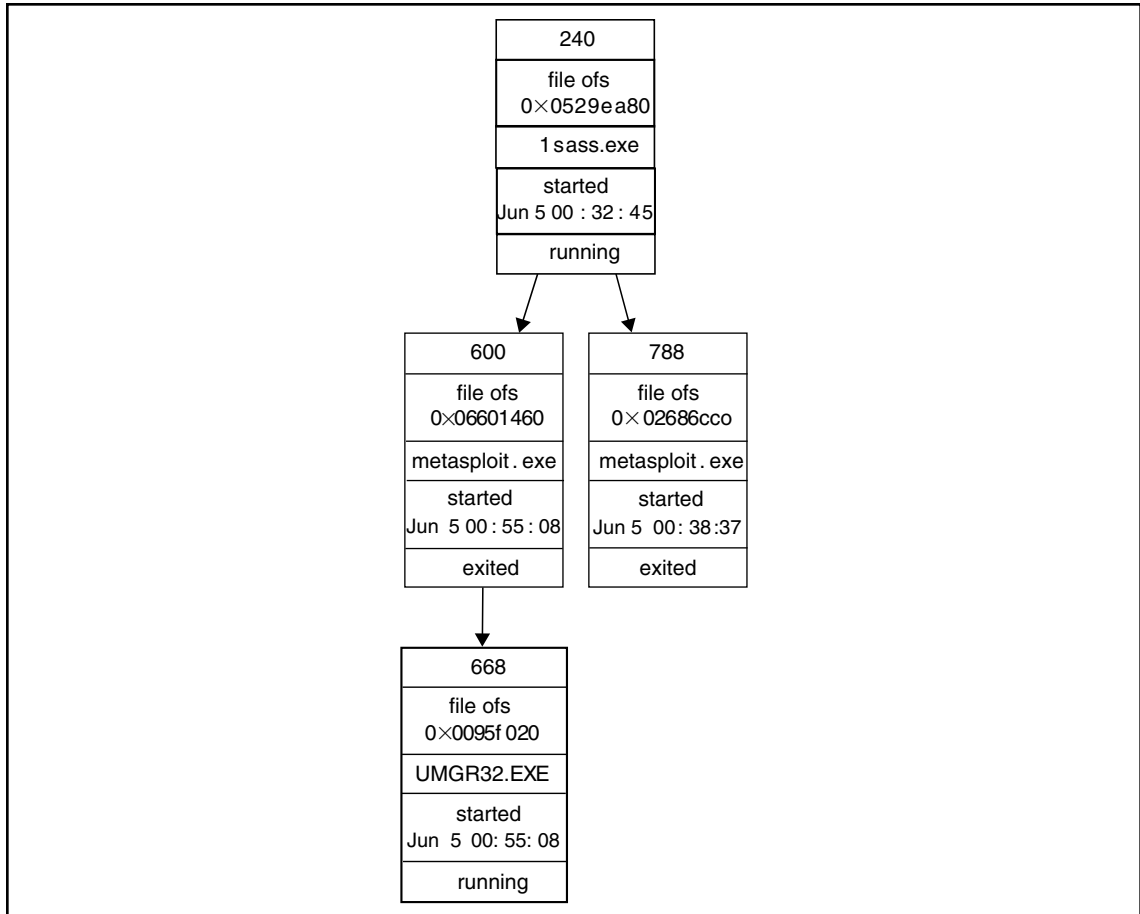 240
file ofs
0×0529ea80
1sass.exe
started
Jun 5 00 : 32 : 45
running
600
file ofs
0×06601460
metasploit . exe
started
Jun 5 00 : 55 : 08
exited
788
file ofs
0× 02686cco
metasploit . exe
started
Jun 5 00: 38:37
exited
668
file ofs
0×0095f 020
UMGR32.EXE
started
Jun 5 00: 55: 08
running